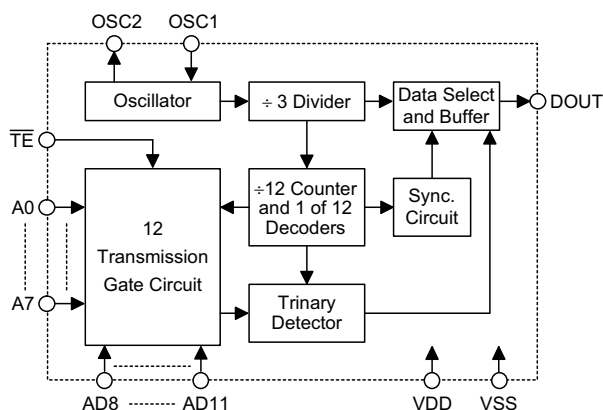 OSC2 OSC1
Oscillator
÷ 3 Divider
Data Select
and Buffer
DOUT
TE
A0
A7
12
Transmission
Gate Circuit
÷12 Counter
and 1 of 12
Decoders
Sync.
Circuit
Trinary
Detector
AD8 AD11
VDD VSS